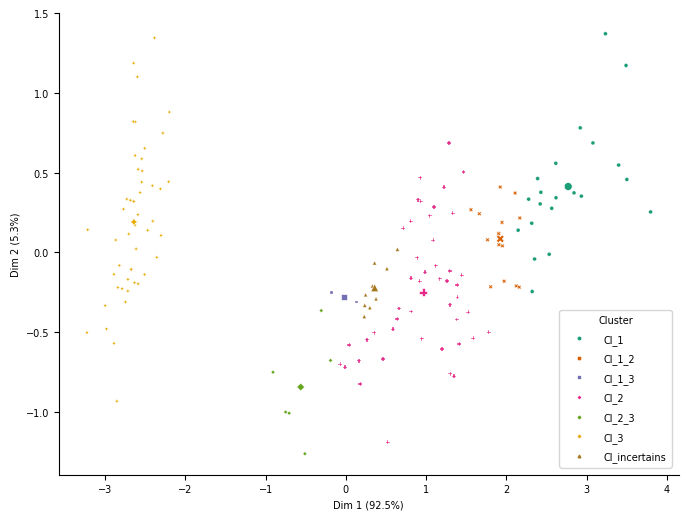 1.5
1.0
0.5
0.0
−0.5
−1.0
Dim 2 (5.3%)
−3
−2
−1
0
1
2
3
4
Dim 1 (92.5%)
Cluster
Cl_1
Cl_1_2
Cl_1_3
Cl_2
Cl_2_3
Cl_3
Cl_incertains